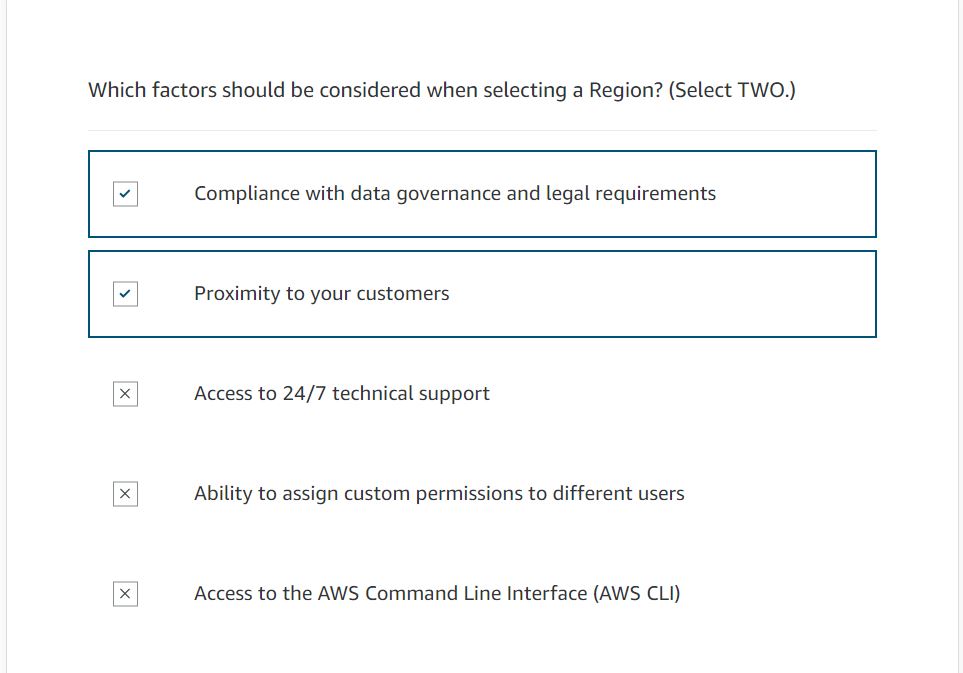 Which factors should be considered when selecting a Region? (Select TWO.)
Compliance with data governance and legal requirements
Proximity to your customers
Access to 24/7 technical support
Ability to assign custom permissions to different users
Access to the AWS Command Line Interface (AWS CLI)